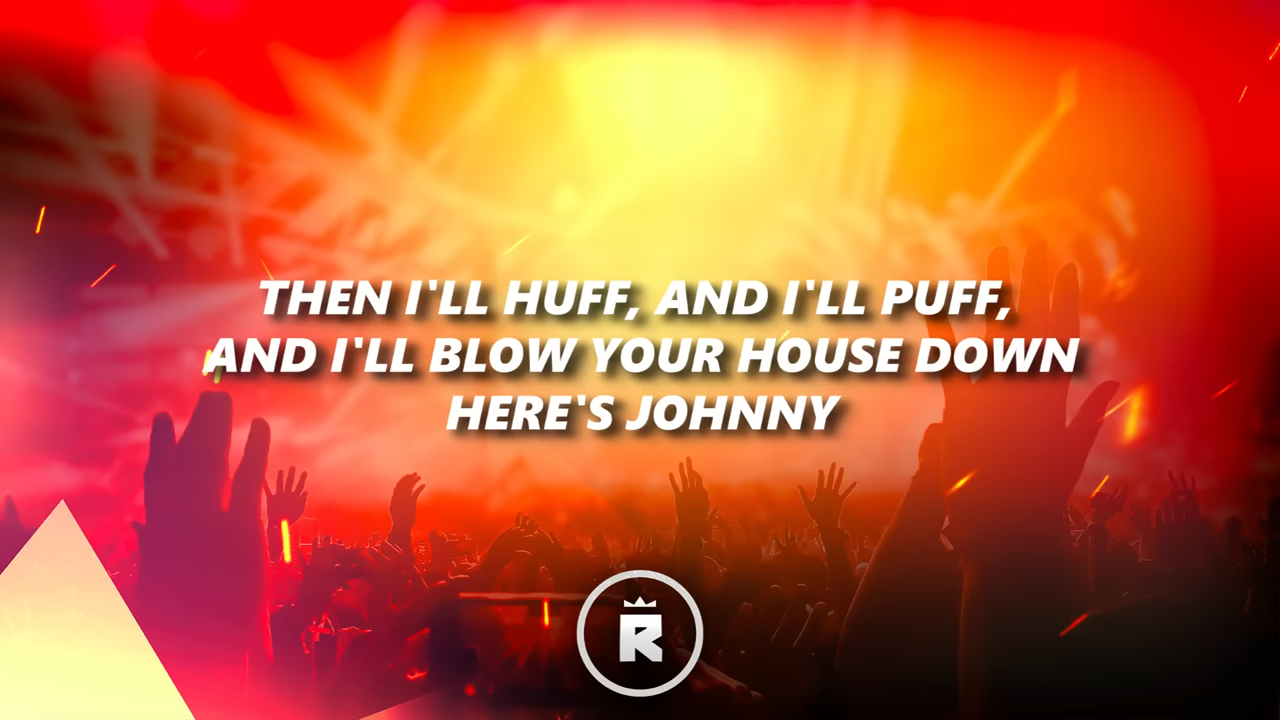 THEN I'LL HUFF, AND I'LL PUFF,
AND I'LL BLOW YOUR HOUSE DOWN
HERE'S JOHNNY
R